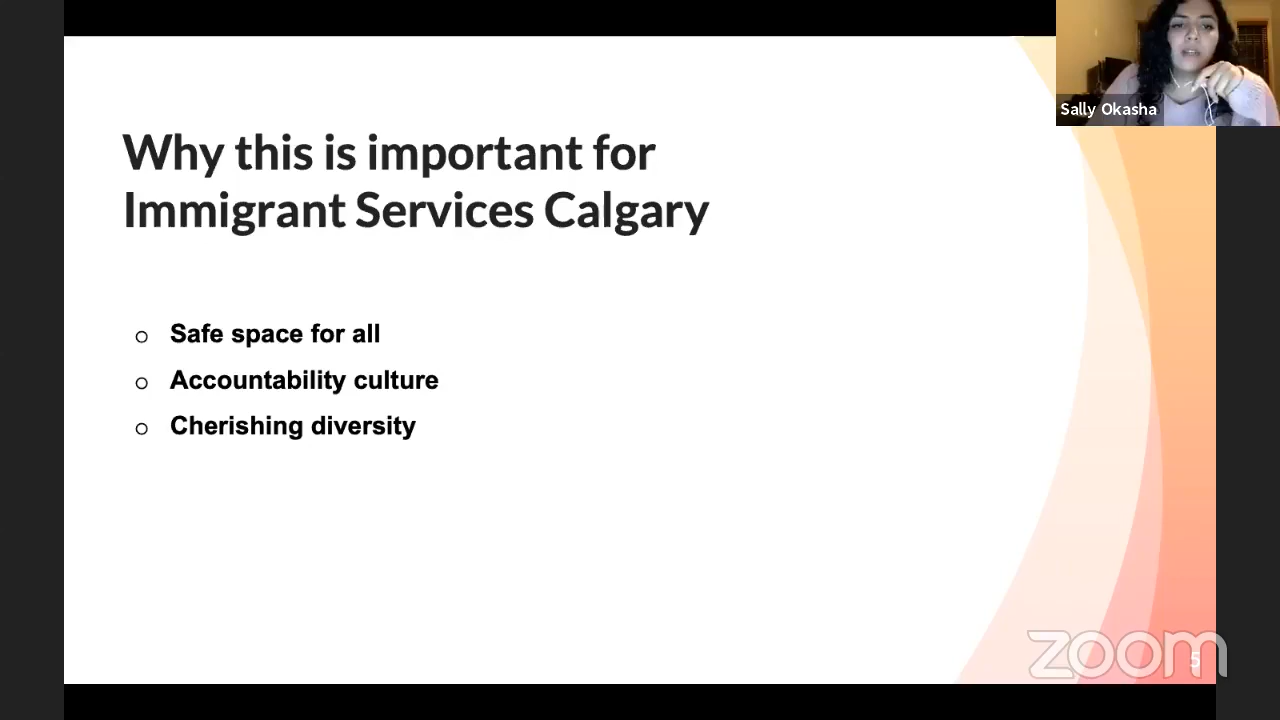 Sally Okasha
Why this is important for
Immigrant Services Calgary
o Safe space for all
o Accountability culture
o Cherishing diversity
zoom
5